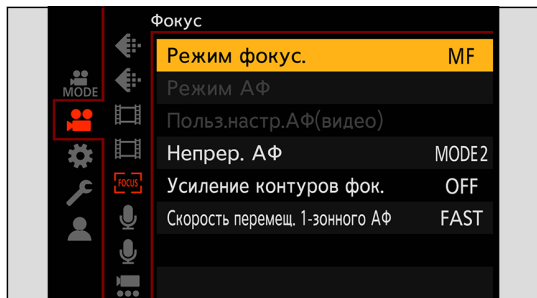 Фокус
Режим фокус. MF
Режим АФ
Польз.настр.АФ(видео)
Непрер. АФ MODE2
Усиление контуров фок. OFF
Скорость перемещ. 1-зонного АФ FAST
MODE
FOCUS